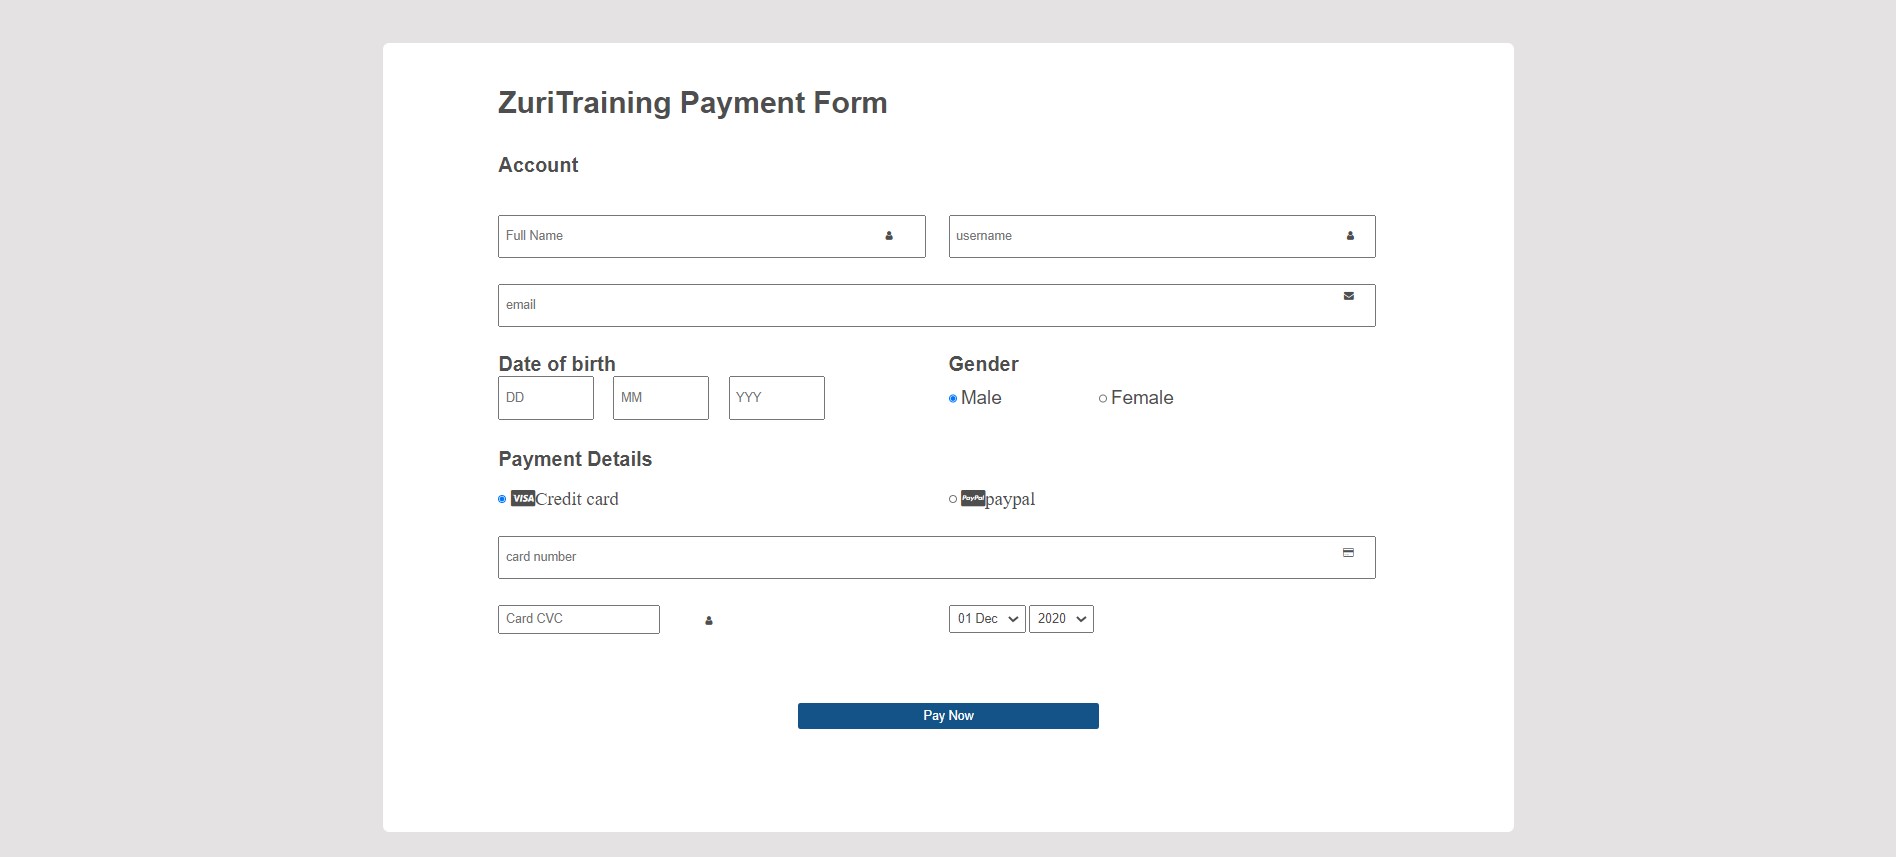 ZuriTraining Payment Form
Account
Full Name username
email
Date of birth Gender
DD MM YYY Male Female
Payment Details
VISA Credit card PayPal paypal
card number
Card CVC 01 Dec 2020
Pay Now